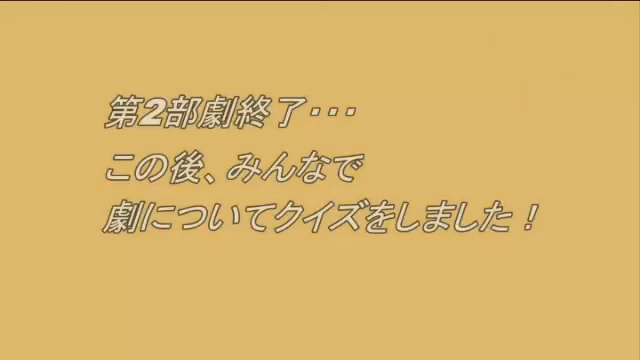 第2部劇終了・・・
この後、みんなで
劇についてクイズをしました！